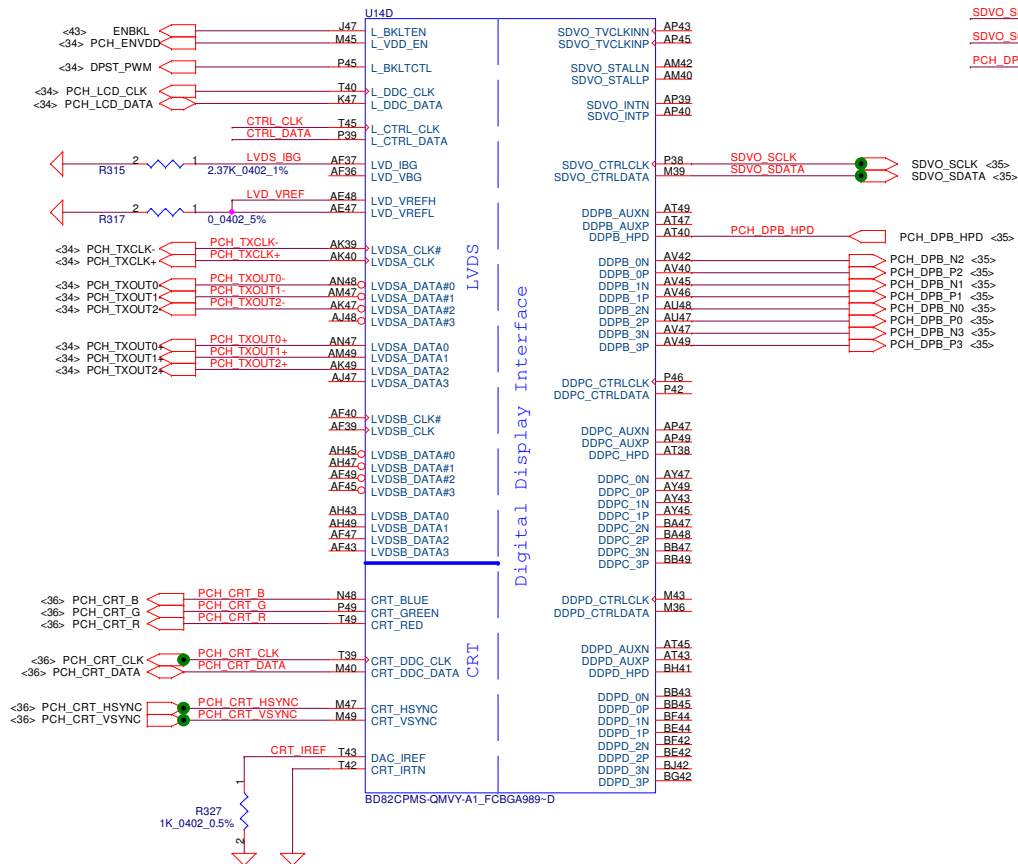 U14D
SDVO_S
SDVO_S
PCH_DP
<43> ENBKL J47 L_BKLTEN
<34> PCH_ENVDD M45 L_VDD_EN
<34> DPST_PWM P45 L_BKLTCTL
<34> PCH_LCD_CLK T40 L_DDC_CLK
<34> PCH_LCD_DATA K47 L_DDC_DATA
CTRL_CLK T45 L_CTRL_CLK
CTRL_DATA P39 L_CTRL_DATA
2 1 LVDS_IBG AF37 LVD_IBG
R315 2.37K_0402_1% AF36 LVD_VBG
LVD_VREF AE48 LVD_VREFH
2 1 AE47 LVD_VREFL
R317 0_0402_5%
<34> PCH_TXCLK- PCH_TXCLK- AK39 LVDSA_CLK#
<34> PCH_TXCLK+ PCH_TXCLK+ AK40 LVDSA_CLK
<34> PCH_TXOUT0- PCH_TXOUT0- AN48 LVDSA_DATA#0
<34> PCH_TXOUT1- PCH_TXOUT1- AM47 LVDSA_DATA#1
<34> PCH_TXOUT2- PCH_TXOUT2- AK47 LVDSA_DATA#2
AJ48 LVDSA_DATA#3
<34> PCH_TXOUT0+ PCH_TXOUT0+ AN47 LVDSA_DATA0
<34> PCH_TXOUT1+ PCH_TXOUT1+ AM49 LVDSA_DATA1
<34> PCH_TXOUT2+ PCH_TXOUT2+ AK49 LVDSA_DATA2
AJ47 LVDSA_DATA3
AF40 LVDSB_CLK#
AF39 LVDSB_CLK
AH45 LVDSB_DATA#0
AH47 LVDSB_DATA#1
AF49 LVDSB_DATA#2
AF45 LVDSB_DATA#3
AH43 LVDSB_DATA0
AH49 LVDSB_DATA1
AF47 LVDSB_DATA2
AF43 LVDSB_DATA3
<36> PCH_CRT_B PCH_CRT_B N48 CRT_BLUE
<36> PCH_CRT_G PCH_CRT_G P49 CRT_GREEN
<36> PCH_CRT_R PCH_CRT_R T49 CRT_RED
<36> PCH_CRT_CLK PCH_CRT_CLK T39 CRT_DDC_CLK
<36> PCH_CRT_DATA PCH_CRT_DATA M40 CRT_DDC_DATA
<36> PCH_CRT_HSYNC PCH_CRT_HSYNC M47 CRT_HSYNC
<36> PCH_CRT_VSYNC PCH_CRT_VSYNC M49 CRT_VSYNC
CRT_IREF T43 DAC_IREF
T42 CRT_IRTN
1
R327
1K_0402_0.5%
2
LVDS
CRT
Digital Display Interface
SDVO_TVCLKINN AP43
SDVO_TVCLKINP AP45
SDVO_STALLN AM42
SDVO_STALLP AM40
SDVO_INTN AP39
SDVO_INTP AP40
SDVO_CTRLCLK P38 SDVO_SCLK SDVO_SCLK <35>
SDVO_CTRLDATA M39 SDVO_SDATA SDVO_SDATA <35>
DDPB_AUXN AT49
DDPB_AUXP AT47
DDPB_HPD AT40 PCH_DPB_HPD PCH_DPB_HPD <35>
DDPB_0N AV42 PCH_DPB_N2 <35>
DDPB_0P AV40 PCH_DPB_P2 <35>
DDPB_1N AV45 PCH_DPB_N1 <35>
DDPB_1P AV46 PCH_DPB_P1 <35>
DDPB_2N AU48 PCH_DPB_N0 <35>
DDPB_2P AU47 PCH_DPB_P0 <35>
DDPB_3N AV47 PCH_DPB_N3 <35>
DDPB_3P AV49 PCH_DPB_P3 <35>
DDPC_CTRLCLK P46
DDPC_CTRLDATA P42
DDPC_AUXN AP47
DDPC_AUXP AP49
DDPC_HPD AT38
DDPC_0N AY47
DDPC_0P AY49
DDPC_1N AY43
DDPC_1P AY45
DDPC_2N BA47
DDPC_2P BA48
DDPC_3N BB47
DDPC_3P BB49
DDPD_CTRLCLK M43
DDPD_CTRLDATA M36
DDPD_AUXN AT45
DDPD_AUXP AT43
DDPD_HPD BH41
DDPD_0N BB43
DDPD_0P BB45
DDPD_1N BF44
DDPD_1P BE44
DDPD_2N BF42
DDPD_2P BE42
DDPD_3N BJ42
DDPD_3P BG42
BD82CPMS-QMVY-A1_FCBGA989~D